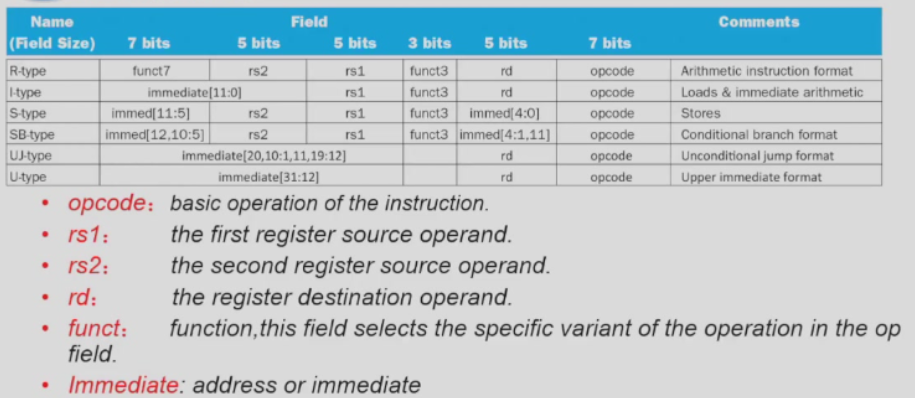 Name Field Comments
(Field Size) 7 bits 5 bits 5 bits 3 bits 5 bits 7 bits
R-type funct7 rs2 rs1 funct3 rd opcode Arithmetic instruction format
I-type immediate[11:0] rs1 funct3 rd opcode Loads & immediate arithmetic
S-type immed[11:5] rs2 rs1 funct3 immed[4:0] opcode Stores
SB-type immed[12,10:5] rs2 rs1 funct3 immed[4:1,11] opcode Conditional branch format
UJ-type immediate[20,10:1,11,19:12] rd opcode Unconditional jump format
U-type immediate[31:12] rd opcode Upper immediate format
• opcode： basic operation of the instruction.
• rs1： the first register source operand.
• rs2： the second register source operand.
• rd： the register destination operand.
• funct： function,this field selects the specific variant of the operation in the op
field.
• Immediate: address or immediate